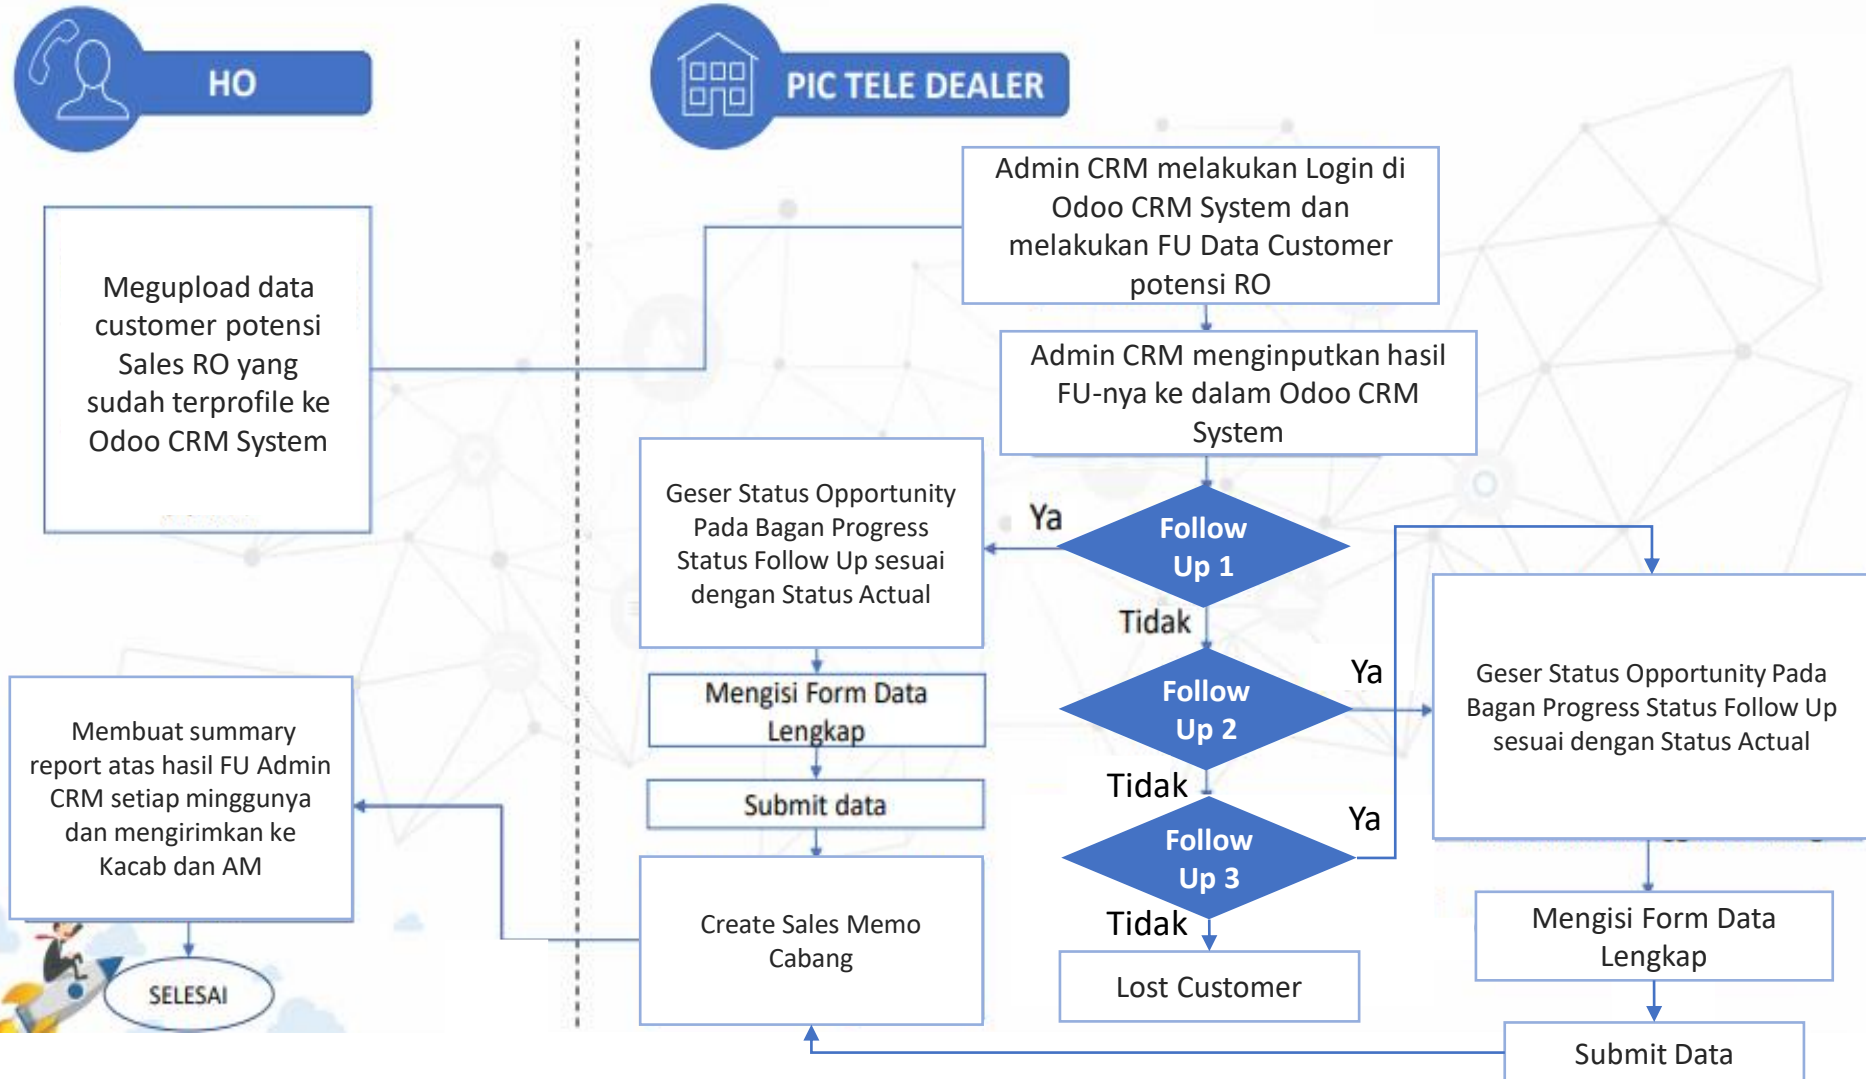 HO
PIC TELE DEALER
Megupload data
customer potensi
Sales RO yang
sudah terprofile ke
Odoo CRM System
Admin CRM melakukan Login di
Odoo CRM System dan
melakukan FU Data Customer
potensi RO
Admin CRM menginputkan hasil
FU-nya ke dalam Odoo CRM
System
Follow
Up 1
Ya
Geser Status Opportunity
Pada Bagan Progress
Status Follow Up sesuai
dengan Status Actual
Mengisi Form Data
Lengkap
Submit data
Create Sales Memo
Cabang
Tidak
Follow
Up 2
Ya
Tidak
Follow
Up 3
Ya
Tidak
Lost Customer
Geser Status Opportunity Pada
Bagan Progress Status Follow Up
sesuai dengan Status Actual
Mengisi Form Data
Lengkap
Submit Data
Membuat summary
report atas hasil FU Admin
CRM setiap minggunya
dan mengirimkan ke
Kacab dan AM
SELESAI